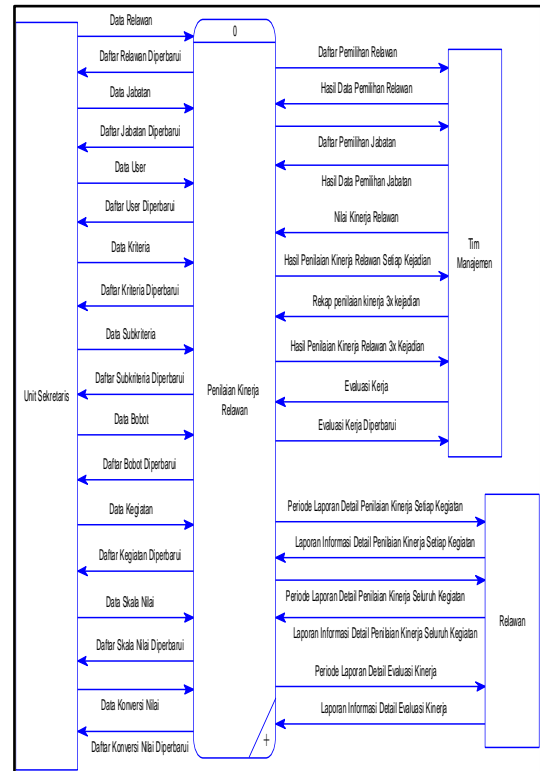 Data Relawan
Daftar Relawan Diperbarui
Data Jabatan
Daftar Jabatan Diperbarui
Data User
Daftar User Diperbarui
Data Kriteria
Daftar Kriteria Diperbarui
Data Subkriteria
Daftar Subkriteria Diperbarui
Data Bobot
Daftar Bobot Diperbarui
Data Kegiatan
Daftar Kegiatan Diperbarui
Data Skala Nilai
Daftar Skala Nilai Diperbarui
Data Konversi Nilai
Daftar Konversi Nilai Diperbarui
Unit Sekretaris
0
Penilaian Kinerja
Relawan
+
Daftar Pemilihan Relawan
Hasil Data Pemilihan Relawan
Daftar Pemilihan Jabatan
Hasil Data Pemilihan Jabatan
Nilai Kinerja Relawan
Hasil Penilaian Kinerja Relawan Setiap Kejadian
Rekap penilaian kinerja 3x kejadian
Hasil Penilaian Kinerja Relawan 3x Kejadian
Evaluasi Kerja
Evaluasi Kerja Diperbarui
Tim
Manajemen
Periode Laporan Detail Penilaian Kinerja Setiap Kegiatan
Laporan Informasi Detail Penilaian Kinerja Setiap Kegiatan
Periode Laporan Detail Penilaian Kinerja Seluruh Kegiatan
Laporan Informasi Detail Penilaian Kinerja Seluruh Kegiatan
Periode Laporan Detail Evaluasi Kinerja
Laporan Informasi Detail Evaluasi Kinerja
Relawan